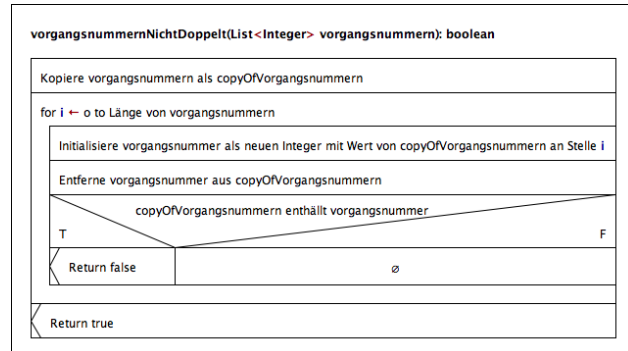 vorgangsnummernNichtDoppelt(List<Integer> vorgangsnummern): boolean
Kopiere vorgangsnummern als copyOfVorgangsnummern
for i ← o to Länge von vorgangsnummern
Initialisiere vorgangsnummer als neuen Integer mit Wert von copyOfVorgangsnummern an Stelle i
Entferne vorgangsnummer aus copyOfVorgangsnummern
copyOfVorgangsnummern enthällt vorgangsnummer
T F
Return false ∅
Return true